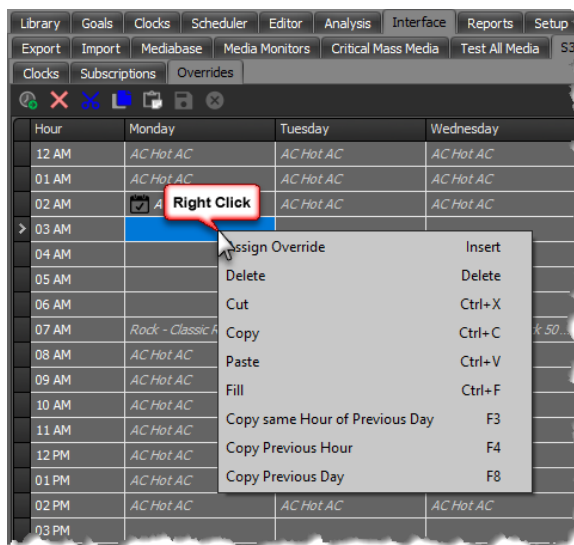 Library Goals Clocks Scheduler Editor Analysis Interface Reports Setup
Export Import Mediabase Media Monitors Critical Mass Media Test All Media S3
Clocks Subscriptions Overrides
Hour Monday Tuesday Wednesday
12 AM AC Hot AC AC Hot AC AC Hot AC
01 AM AC Hot AC AC Hot AC AC Hot AC
02 AM A AC Hot AC AC Hot AC
Right Click
03 AM
Assign Override Insert
04 AM
Delete Delete
05 AM
Cut Ctrl+X
06 AM
07 AM Rock - Classic R k 50...
Copy Ctrl+C
08 AM AC Hot AC
Paste Ctrl+V
09 AM AC Hot AC
Fill Ctrl+F
10 AM AC Hot AC
Copy same Hour of Previous Day F3
11 AM AC Hot AC
Copy Previous Hour F4
12 PM AC Hot AC
01 PM AC Hot AC
Copy Previous Day F8
02 PM AC Hot AC AC Hot AC AC Hot AC
03 PM